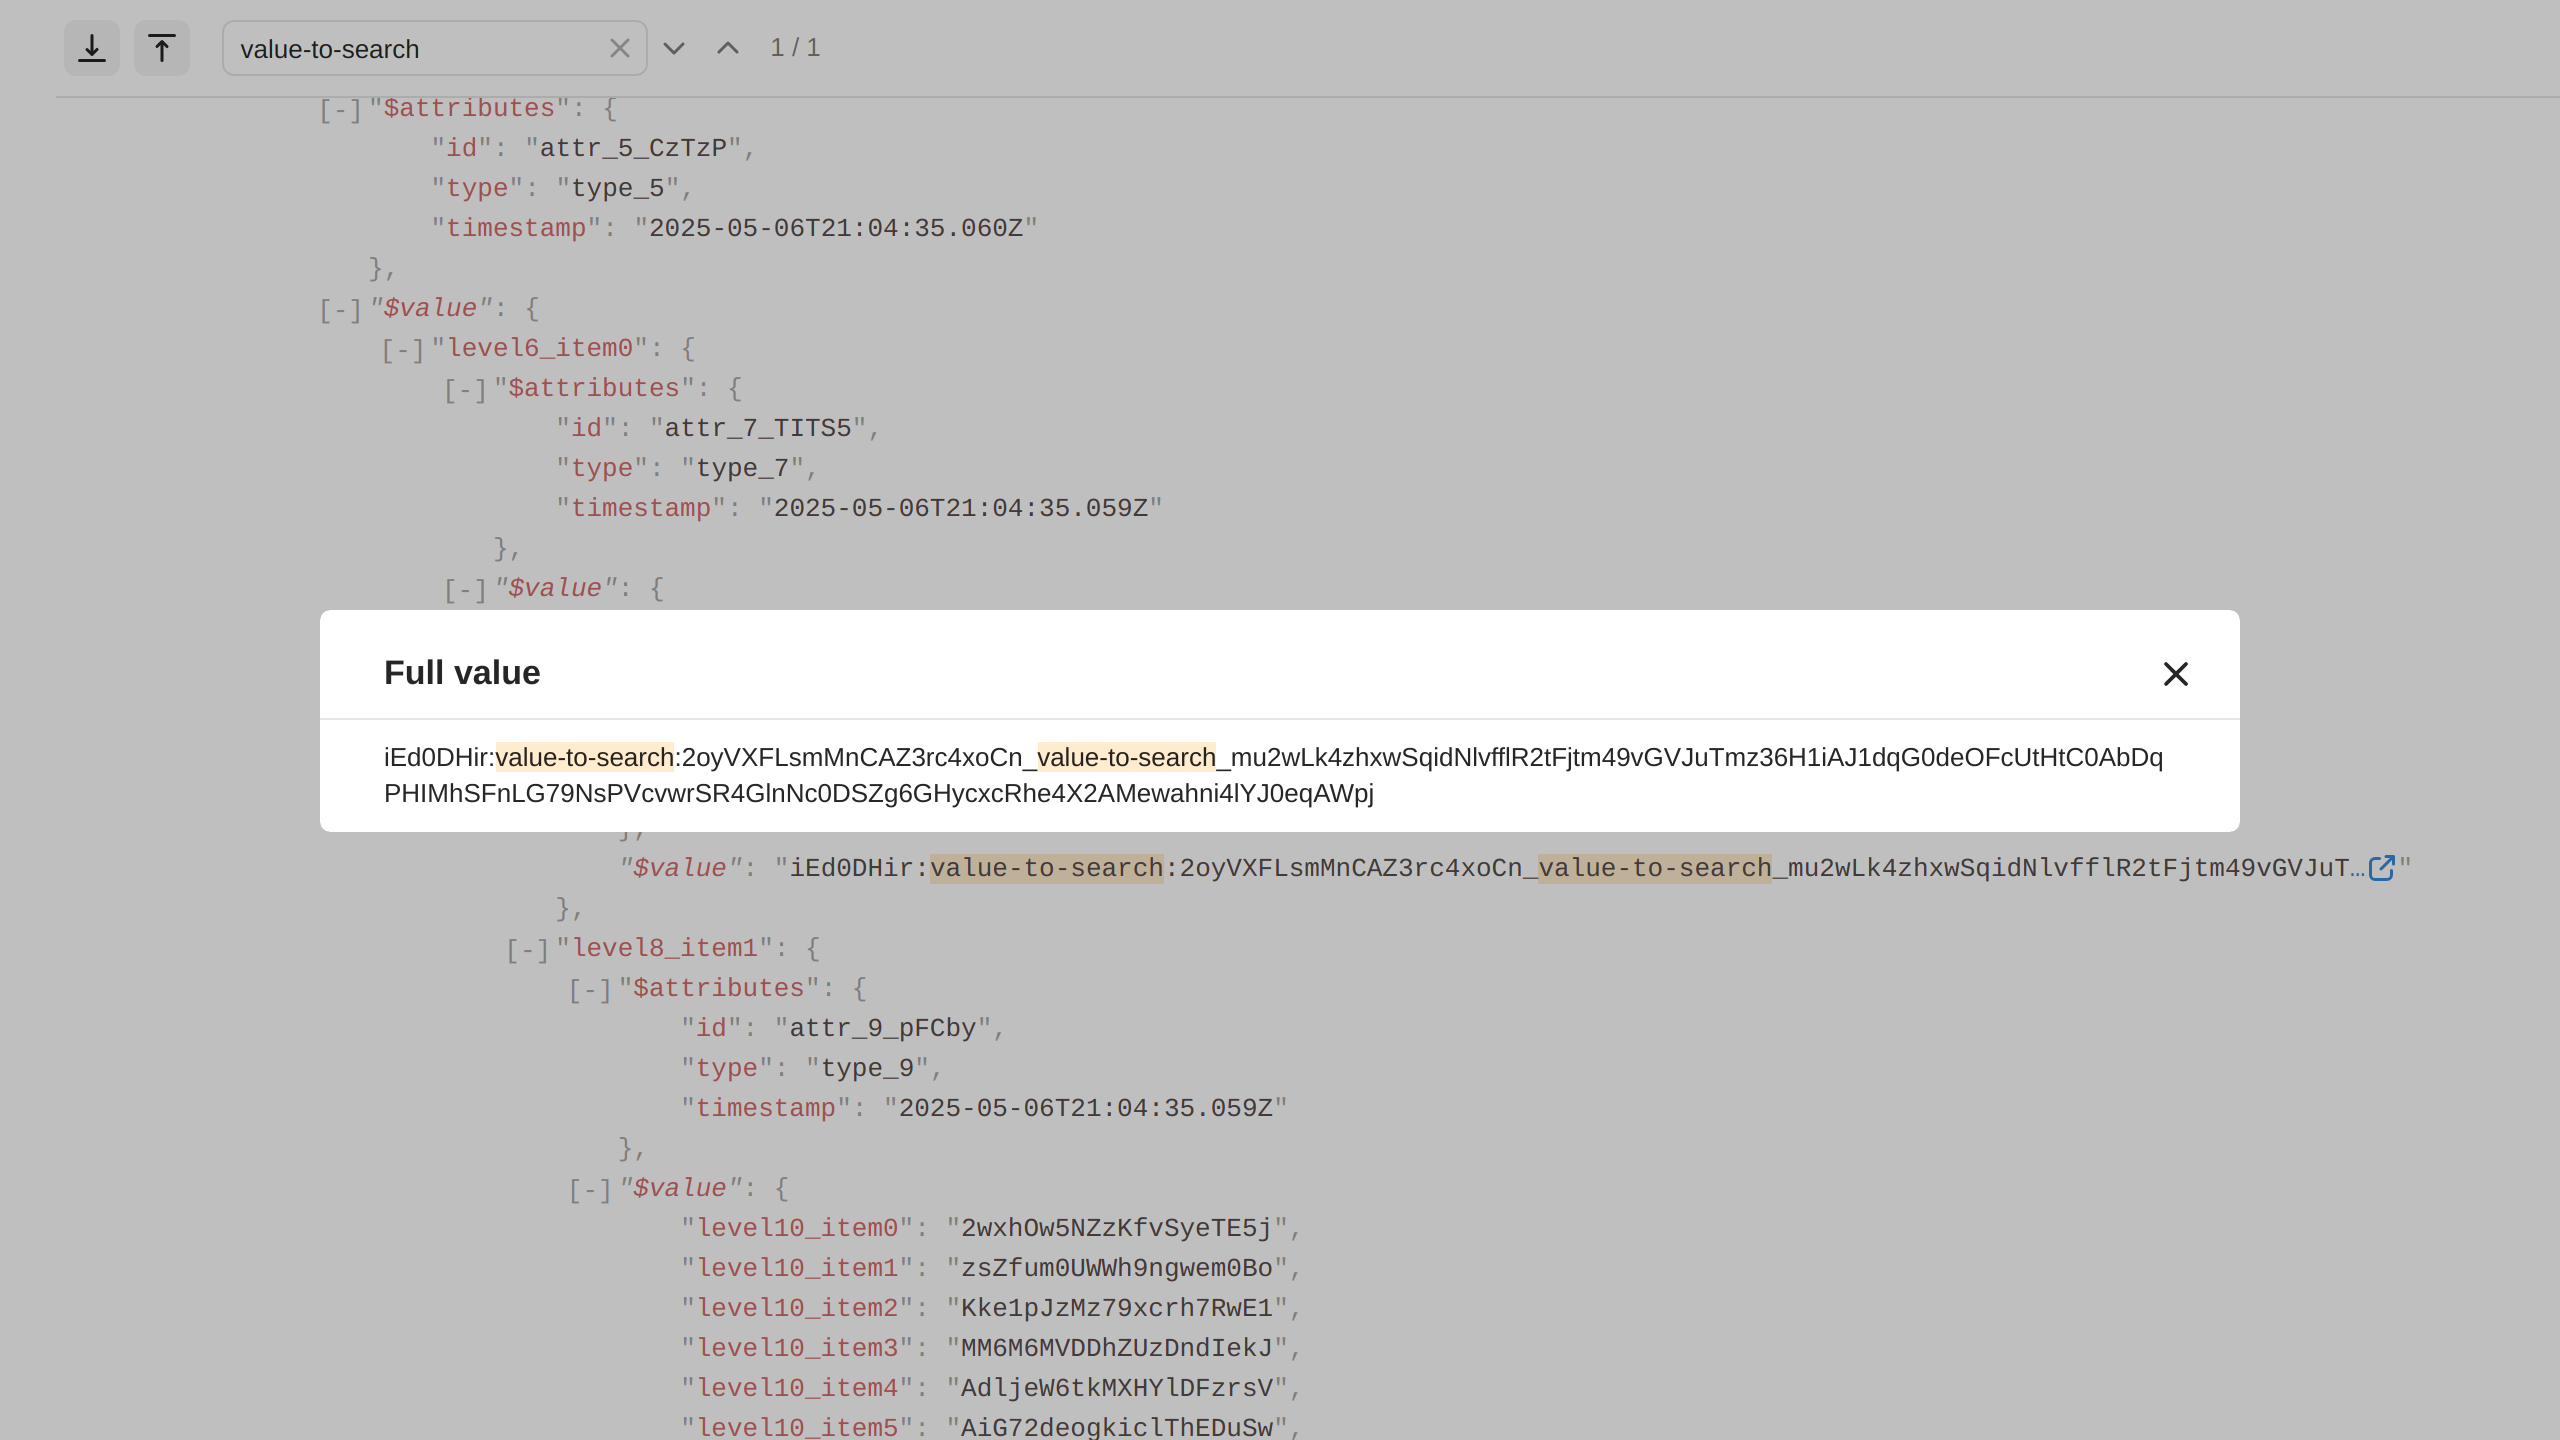 value-to-search 1 / 1
[-]"$attributes": {
"id": "attr_5_CzTzP",
"type": "type_5",
"timestamp": "2025-05-06T21:04:35.060Z"
},
[-]"$value": {
[-]"level6_item0": {
[-]"$attributes": {
"id": "attr_7_TITS5",
"type": "type_7",
"timestamp": "2025-05-06T21:04:35.059Z"
},
[-]"$value": {
Full value
iEd0DHir:value-to-search:2oyVXFLsmMnCAZ3rc4xoCn_value-to-search_mu2wLk4zhxwSqidNlvfflR2tFjtm49vGVJuTmz36H1iAJ1dqG0deOFcUtHtC0AbDq
PHIMhSFnLG79NsPVcvwrSR4GlnNc0DSZg6GHycxcRhe4X2AMewahni4lYJ0eqAWpj
},
"$value": "iEd0DHir:value-to-search:2oyVXFLsmMnCAZ3rc4xoCn_value-to-search_mu2wLk4zhxwSqidNlvfflR2tFjtm49vGVJuT…"
},
[-]"level8_item1": {
[-]"$attributes": {
"id": "attr_9_pFCby",
"type": "type_9",
"timestamp": "2025-05-06T21:04:35.059Z"
},
[-]"$value": {
"level10_item0": "2wxhOw5NZzKfvSyeTE5j",
"level10_item1": "zsZfum0UWWh9ngwem0Bo",
"level10_item2": "Kke1pJzMz79xcrh7RwE1",
"level10_item3": "MM6M6MVDDhZUzDndIekJ",
"level10_item4": "AdljeW6tkMXHYlDFzrsV",
"level10_item5": "AiG72deogkiclThEDuSw",